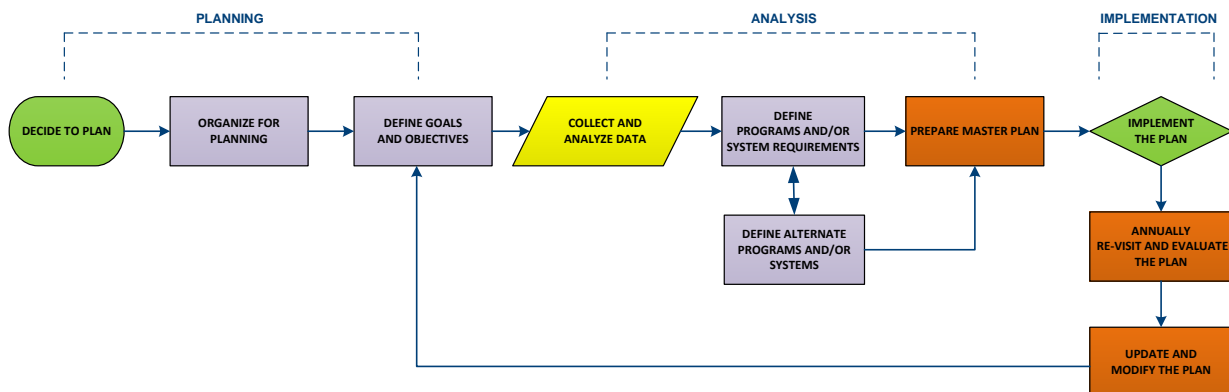 PLANNING
ANALYSIS
IMPLEMENTATION
DECIDE TO PLAN
ORGANIZE FOR
PLANNING
DEFINE GOALS
AND OBJECTIVES
COLLECT AND
ANALYZE DATA
DEFINE
PROGRAMS AND/OR
SYSTEM REQUIREMENTS
PREPARE MASTER PLAN
IMPLEMENT
THE PLAN
DEFINE ALTERNATE
PROGRAMS AND/OR
SYSTEMS
ANNUALLY
RE-VISIT AND EVALUATE
THE PLAN
UPDATE AND
MODIFY THE PLAN